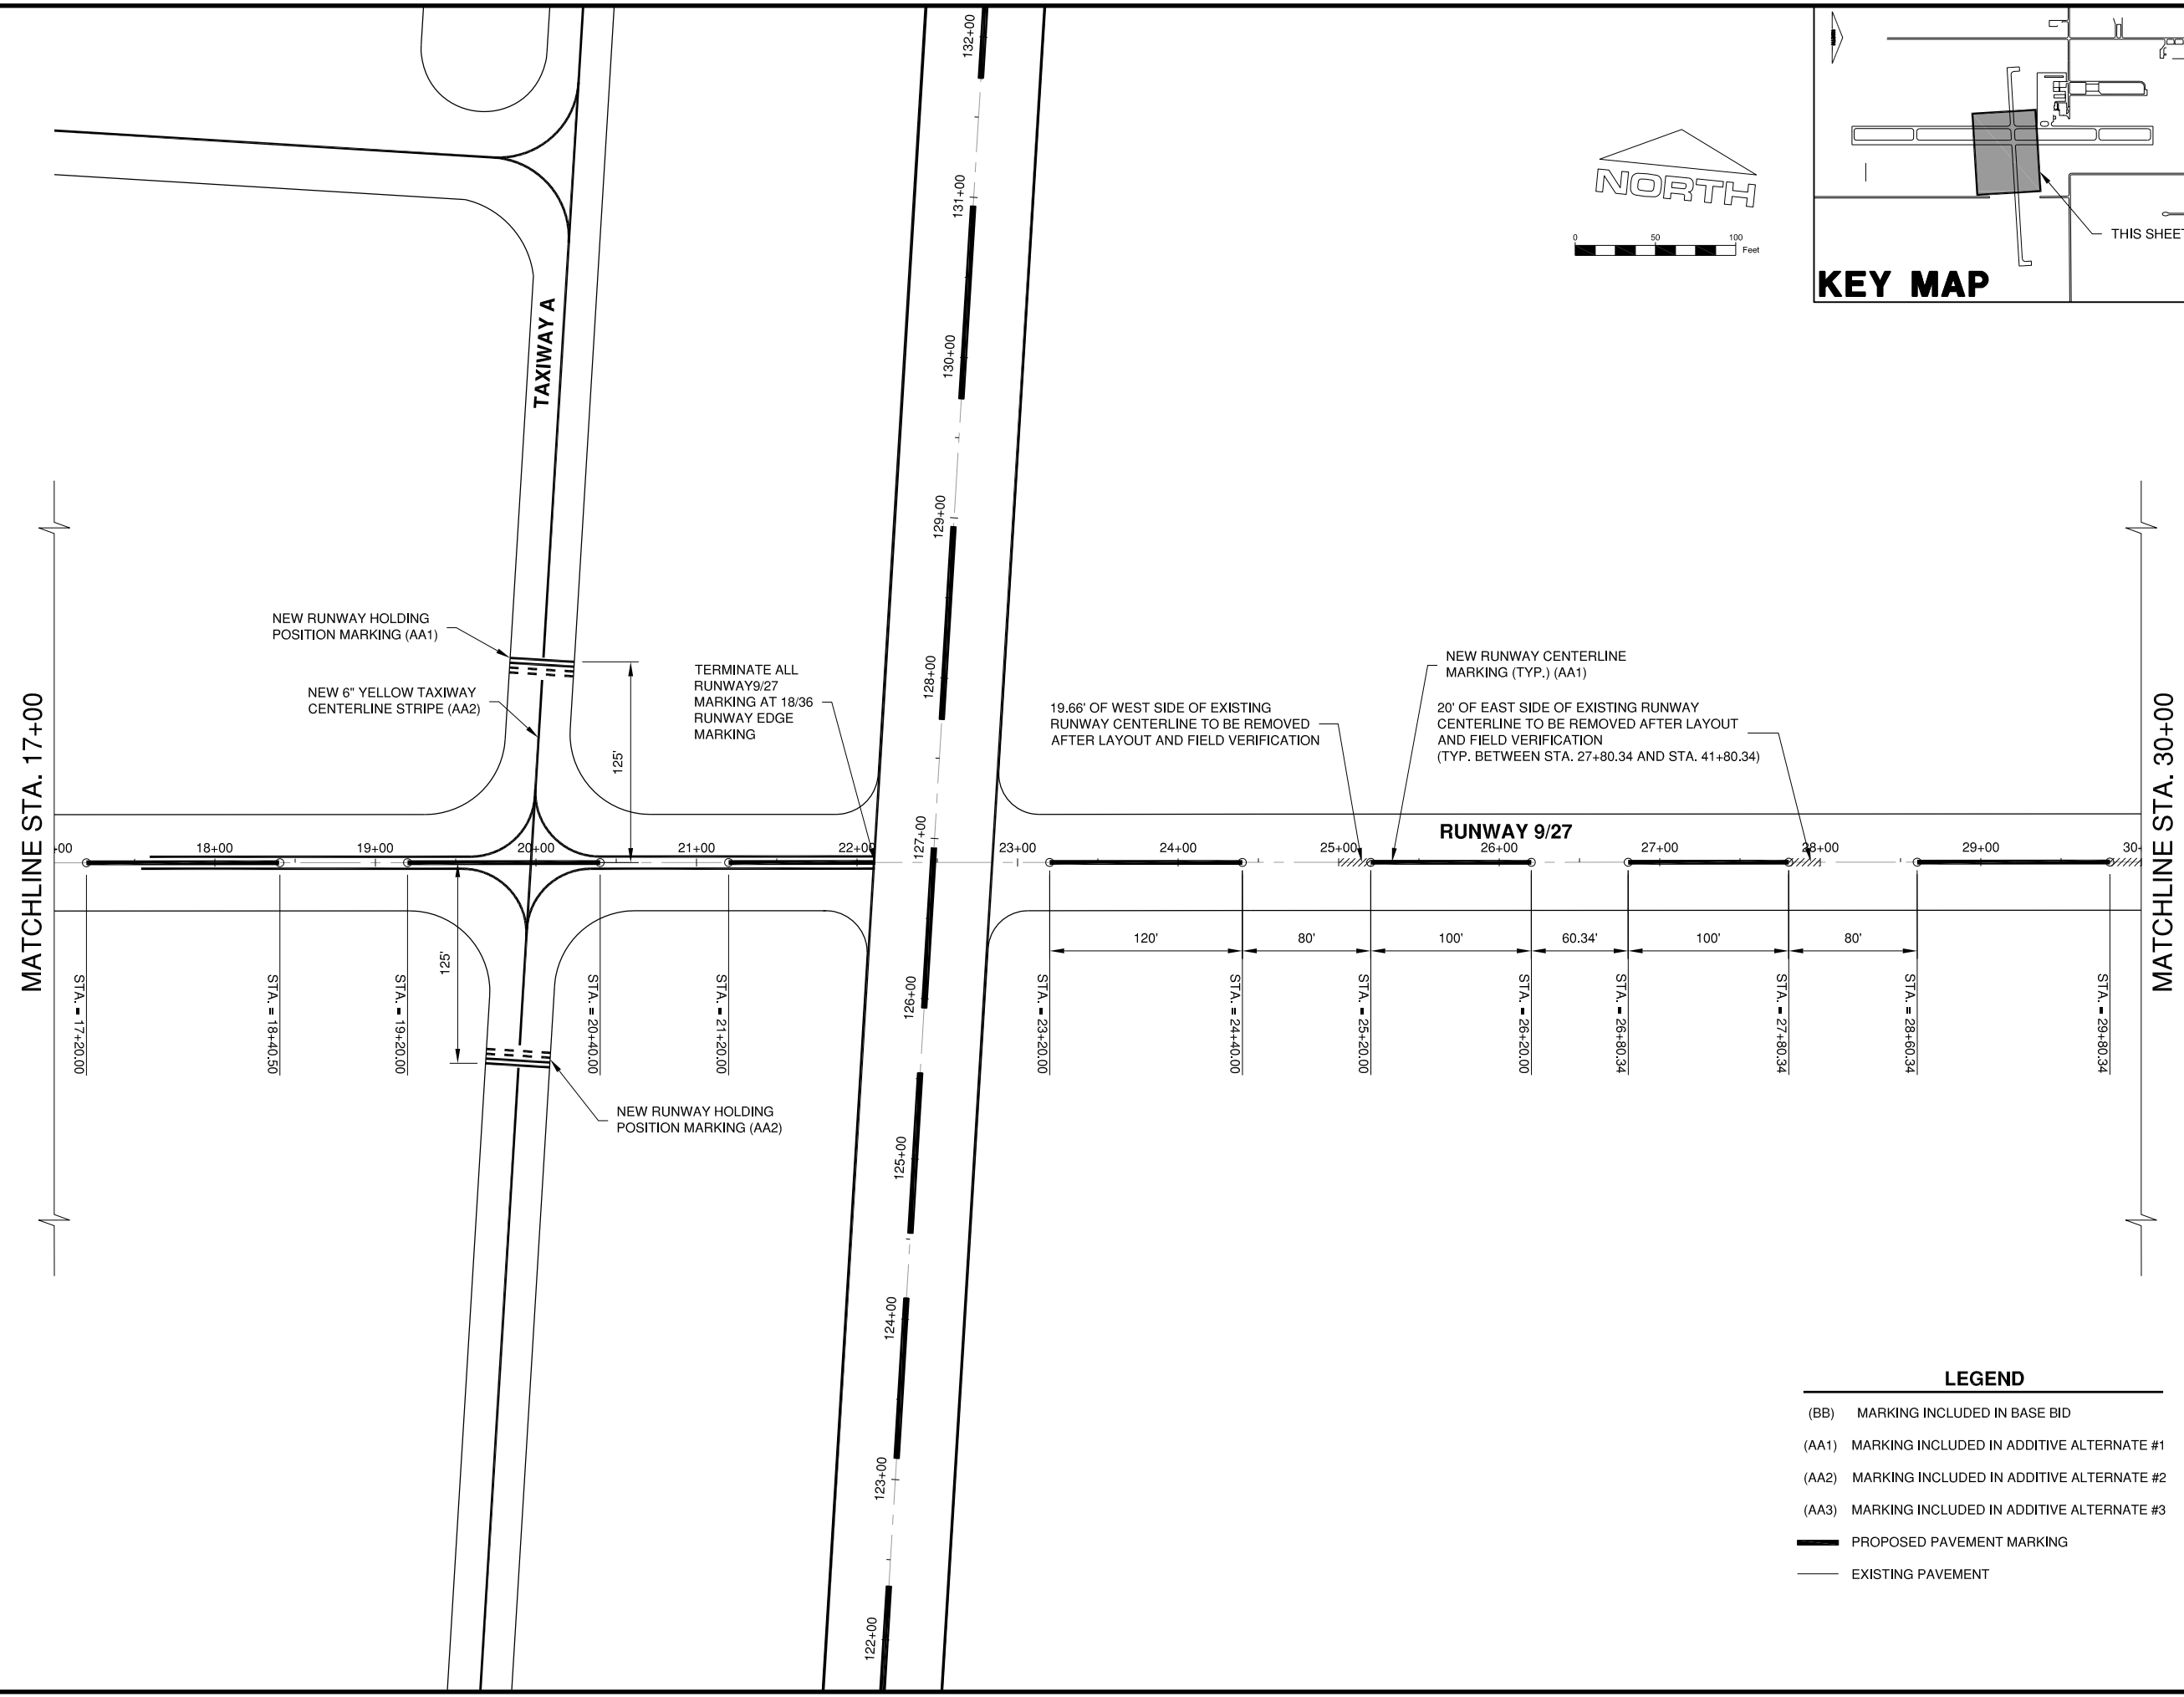 132+00
131+00
130+00
129+00
128+00
127+00
126+00
125+00
124+00
123+00
122+00
NORTH
0 50 100
Feet
THIS SHEET
KEY MAP
TAXIWAY A
NEW RUNWAY HOLDING
POSITION MARKING (AA1)
NEW 6" YELLOW TAXIWAY
CENTERLINE STRIPE (AA2)
125'
TERMINATE ALL
RUNWAY9/27
MARKING AT 18/36
RUNWAY EDGE
MARKING
19.66' OF WEST SIDE OF EXISTING
RUNWAY CENTERLINE TO BE REMOVED
AFTER LAYOUT AND FIELD VERIFICATION
NEW RUNWAY CENTERLINE
MARKING (TYP.) (AA1)
20' OF EAST SIDE OF EXISTING RUNWAY
CENTERLINE TO BE REMOVED AFTER LAYOUT
AND FIELD VERIFICATION
(TYP. BETWEEN STA. 27+80.34 AND STA. 41+80.34)
MATCHLINE STA. 17+00
MATCHLINE STA. 30+00
RUNWAY 9/27
+00 18+00 19+00 20+00 21+00 22+00 23+00 24+00 25+00 26+00 27+00 28+00 29+00 30+
120' 80' 100' 60.34' 100' 80'
125'
STA. = 17+20.00
STA. = 18+40.50
STA. = 19+20.00
STA. = 20+40.00
STA. = 21+20.00
STA. = 23+20.00
STA. = 24+40.00
STA. = 25+20.00
STA. = 26+20.00
STA. = 26+80.34
STA. = 27+80.34
STA. = 28+60.34
STA. = 29+80.34
NEW RUNWAY HOLDING
POSITION MARKING (AA2)
LEGEND
(BB) MARKING INCLUDED IN BASE BID
(AA1) MARKING INCLUDED IN ADDITIVE ALTERNATE #1
(AA2) MARKING INCLUDED IN ADDITIVE ALTERNATE #2
(AA3) MARKING INCLUDED IN ADDITIVE ALTERNATE #3
PROPOSED PAVEMENT MARKING
EXISTING PAVEMENT